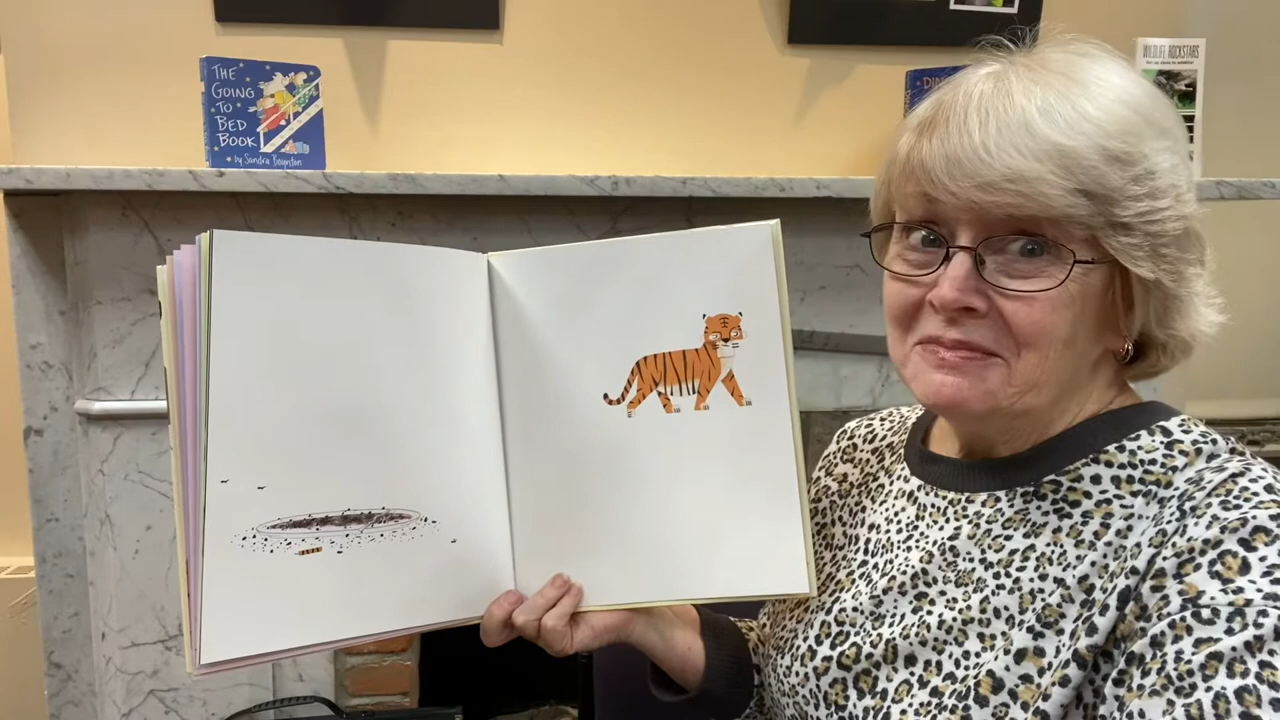 THE
GOING
TO
BED
BOOK
by Sandra Boynton
WILDLIFE ROCKSTARS